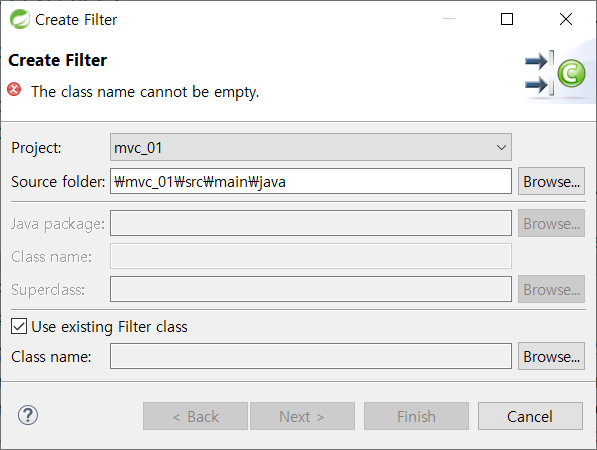 Create Filter
Create Filter
The class name cannot be empty.
Project: mvc_01
Source folder: ₩mvc_01₩src₩main₩java Browse...
Java package: Browse...
Class name:
Superclass: Browse...
Use existing Filter class
Class name: Browse...
? < Back Next > Finish Cancel